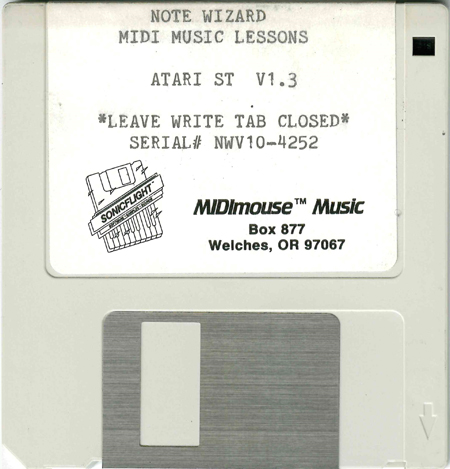 NOTE WIZARD
MIDI MUSIC LESSONS
ATARI ST V1.3
*LEAVE WRITE TAB CLOSED*
SERIAL# NWV10-4252
SONICFLIGHT
MIDImouse™ Music
Box 877
Welches, OR 97067